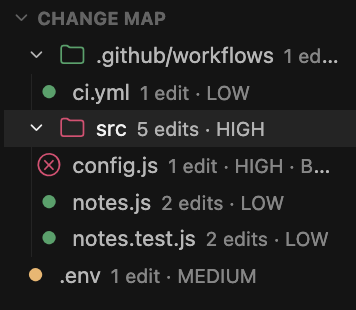 CHANGE MAP
.github/workflows 1 ed...
ci.yml 1 edit · LOW
src 5 edits · HIGH
config.js 1 edit · HIGH · B...
notes.js 2 edits · LOW
notes.test.js 2 edits · LOW
.env 1 edit · MEDIUM